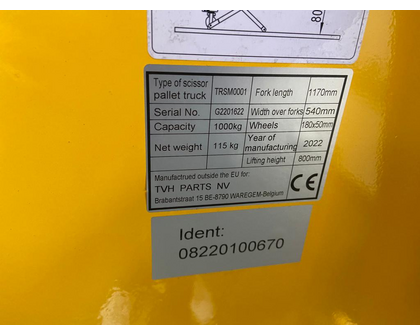 80
Type of scissor pallet truck TRSM0001 Fork length 1170mm
Serial No. G2201622 Width over forks 540mm
Capacity 1000kg Wheels 180x50mm
Net weight 115 kg Year of manufacturing 2022
Lifting height 800mm
Manufactrued outside the EU for:
TVH PARTS NV
Brabantstraat 15 BE-8790 WAREGEM-Belgium
CE
Ident:
08220100670